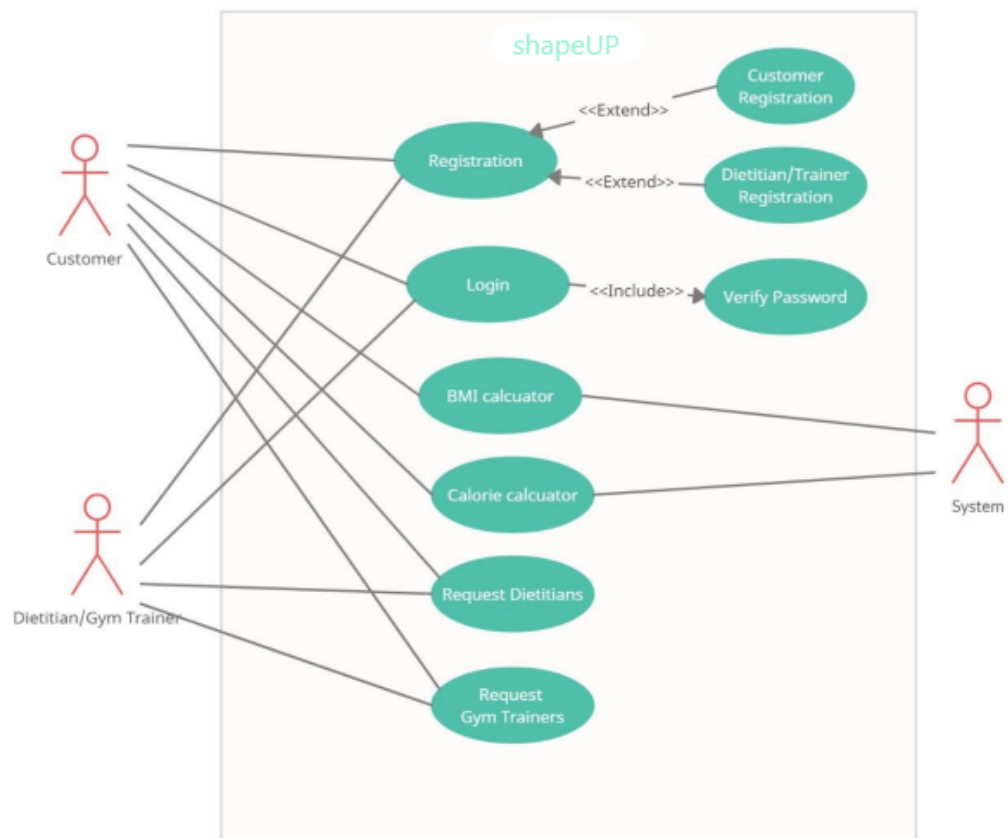 shapeUP
Customer
Registration
<<Extend>>
Registration
<<Extend>>
Dietitian/Trainer
Registration
Customer
Login
<<Include>>
Verify Password
BMI calcuator
Calorie calcuator
System
Dietitian/Gym Trainer
Request Dietitians
Request
Gym Trainers